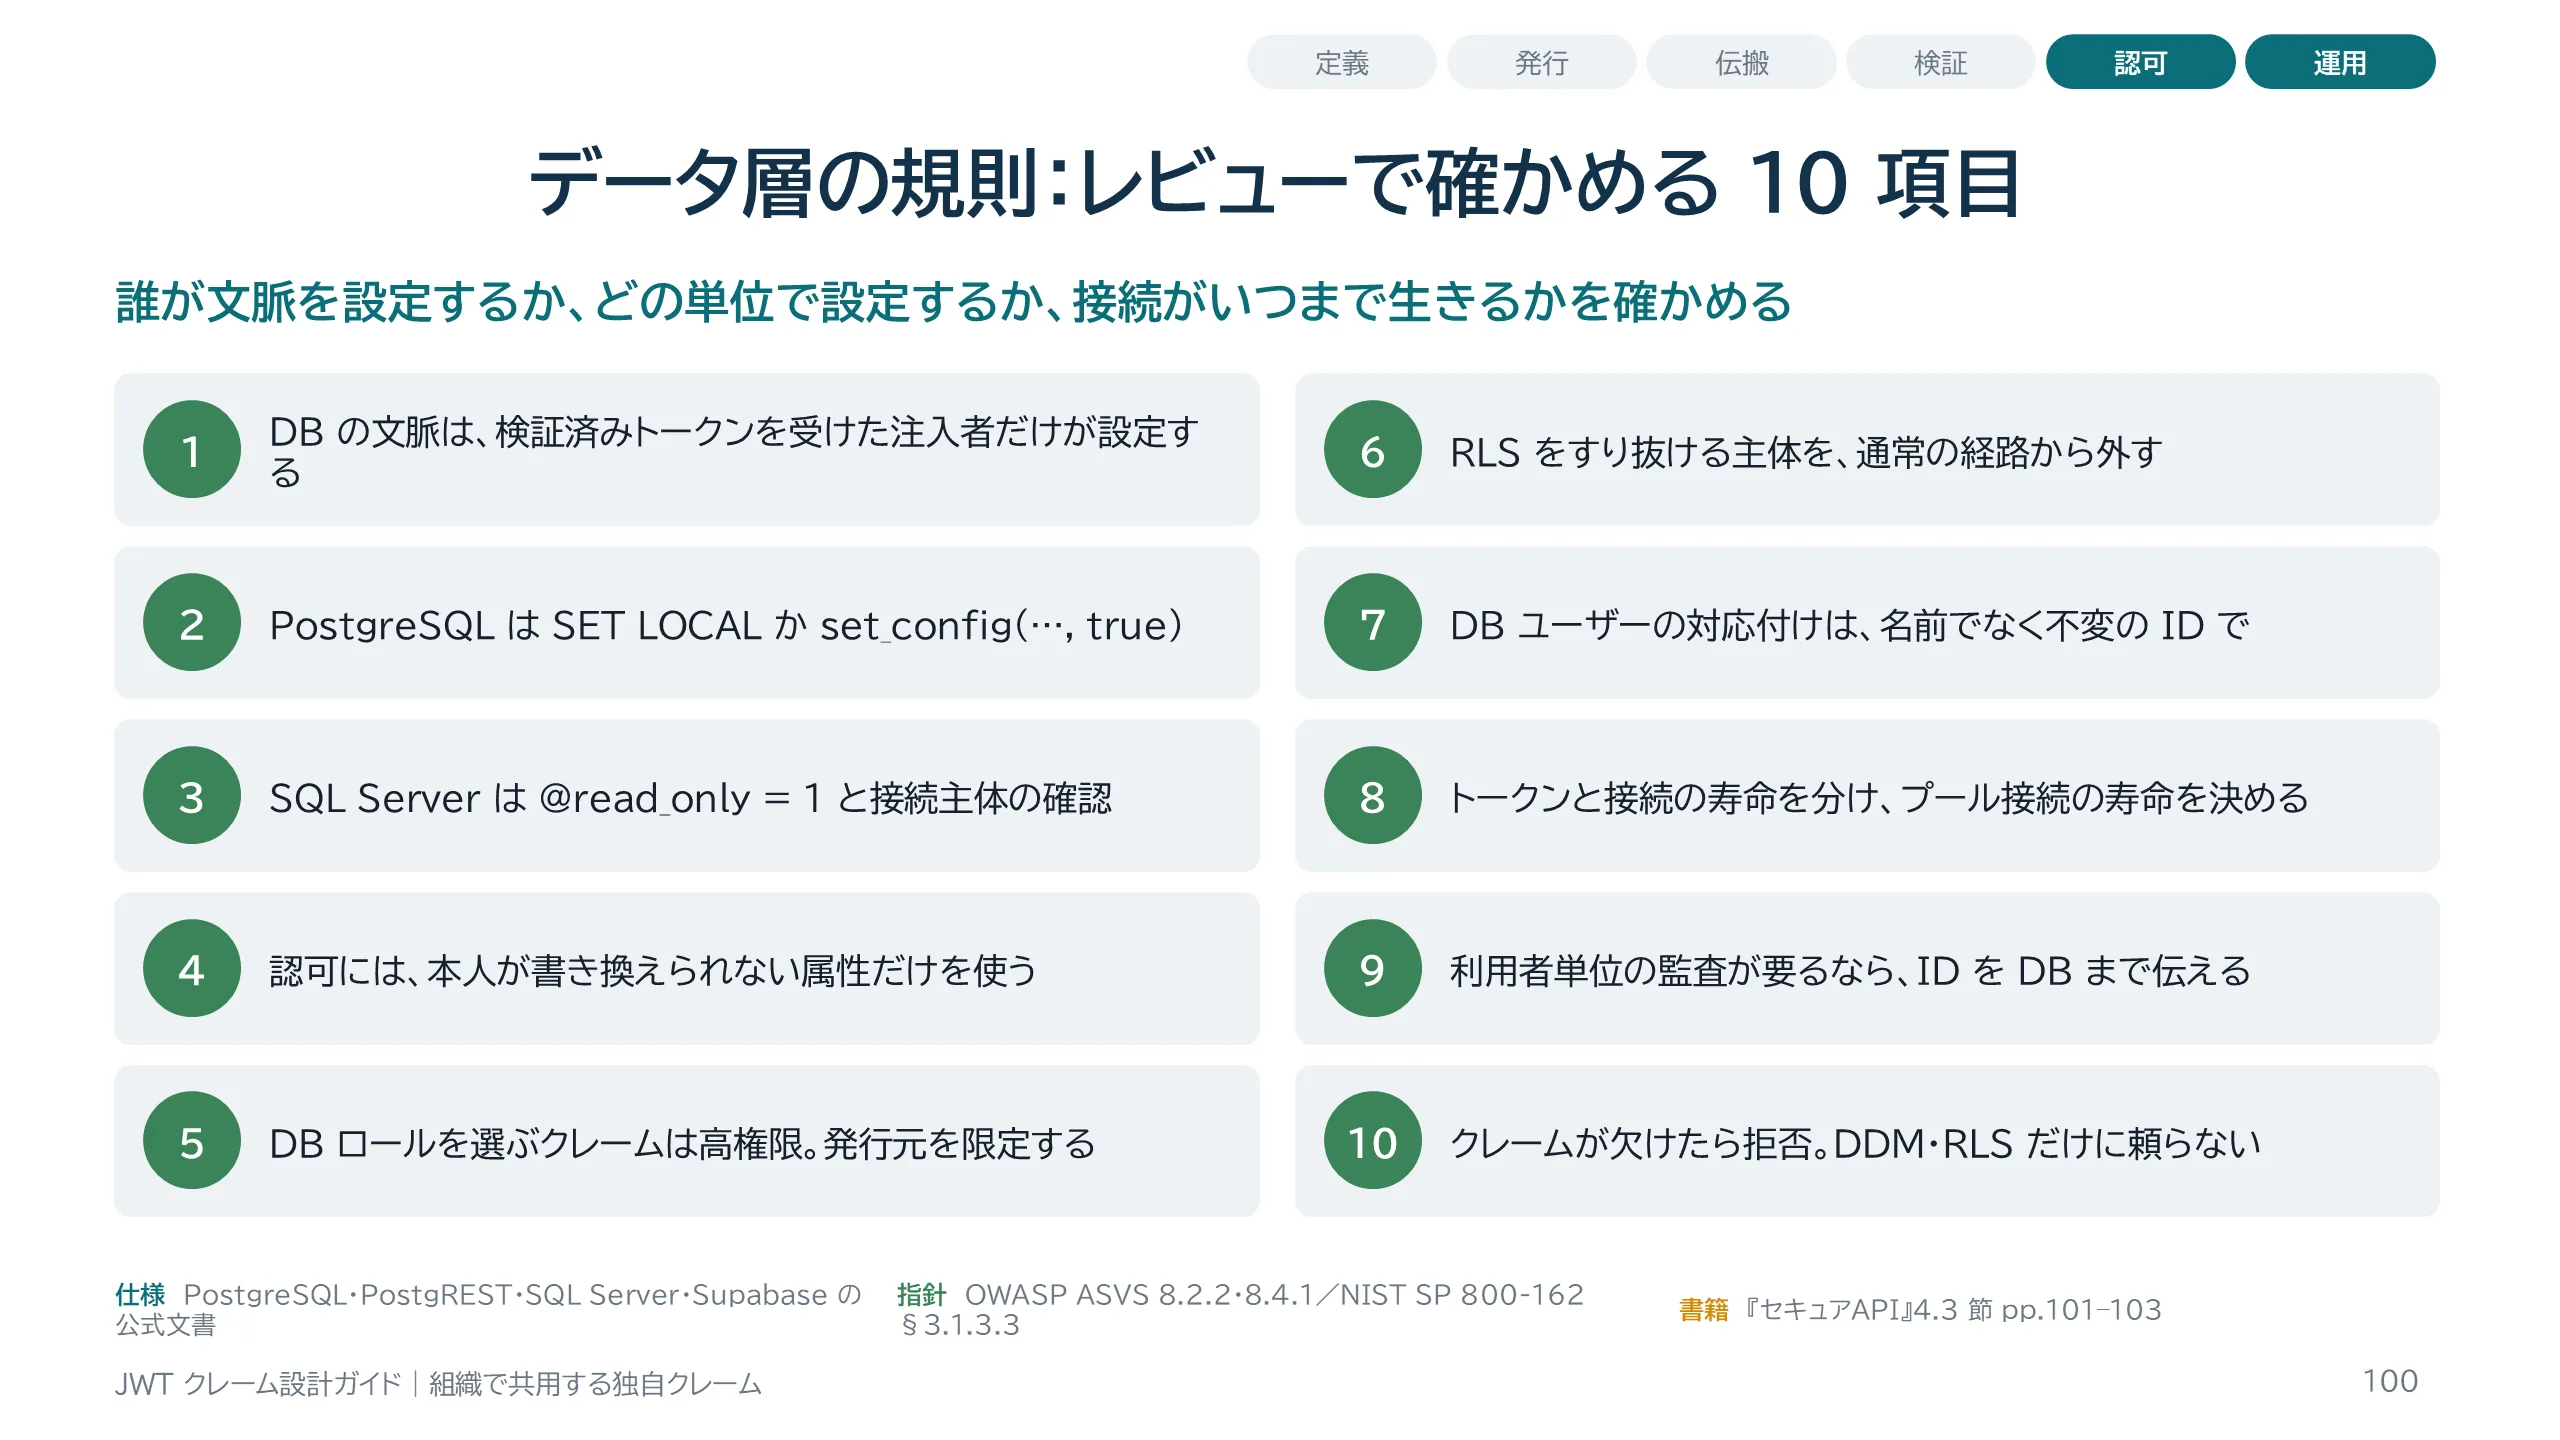 定義
発行
伝搬
検証
認可
運用
データ層の規則：レビューで確かめる 10 項目
誰が文脈を設定するか、どの単位で設定するか、接続がいつまで生きるかを確かめる
1
DB の文脈は、検証済みトークンを受けた注入者だけが設定す
る
2
PostgreSQL は SET LOCAL か set_config(…, true)
3
SQL Server は @read_only = 1 と接続主体の確認
4
認可には、本人が書き換えられない属性だけを使う
5
DB ロールを選ぶクレームは高権限。発行元を限定する
6
RLS をすり抜ける主体を、通常の経路から外す
7
DB ユーザーの対応付けは、名前でなく不変の ID で
8
トークンと接続の寿命を分け、プール接続の寿命を決める
9
利用者単位の監査が要るなら、ID を DB まで伝える
10
クレームが欠けたら拒否。DDM・RLS だけに頼らない
仕様 PostgreSQL・PostgREST・SQL Server・Supabase の
公式文書
指針 OWASP ASVS 8.2.2・8.4.1／NIST SP 800-162
§3.1.3.3
書籍 『セキュアAPI』4.3 節 pp.101–103
JWT クレーム設計ガイド｜組織で共用する独自クレーム
100